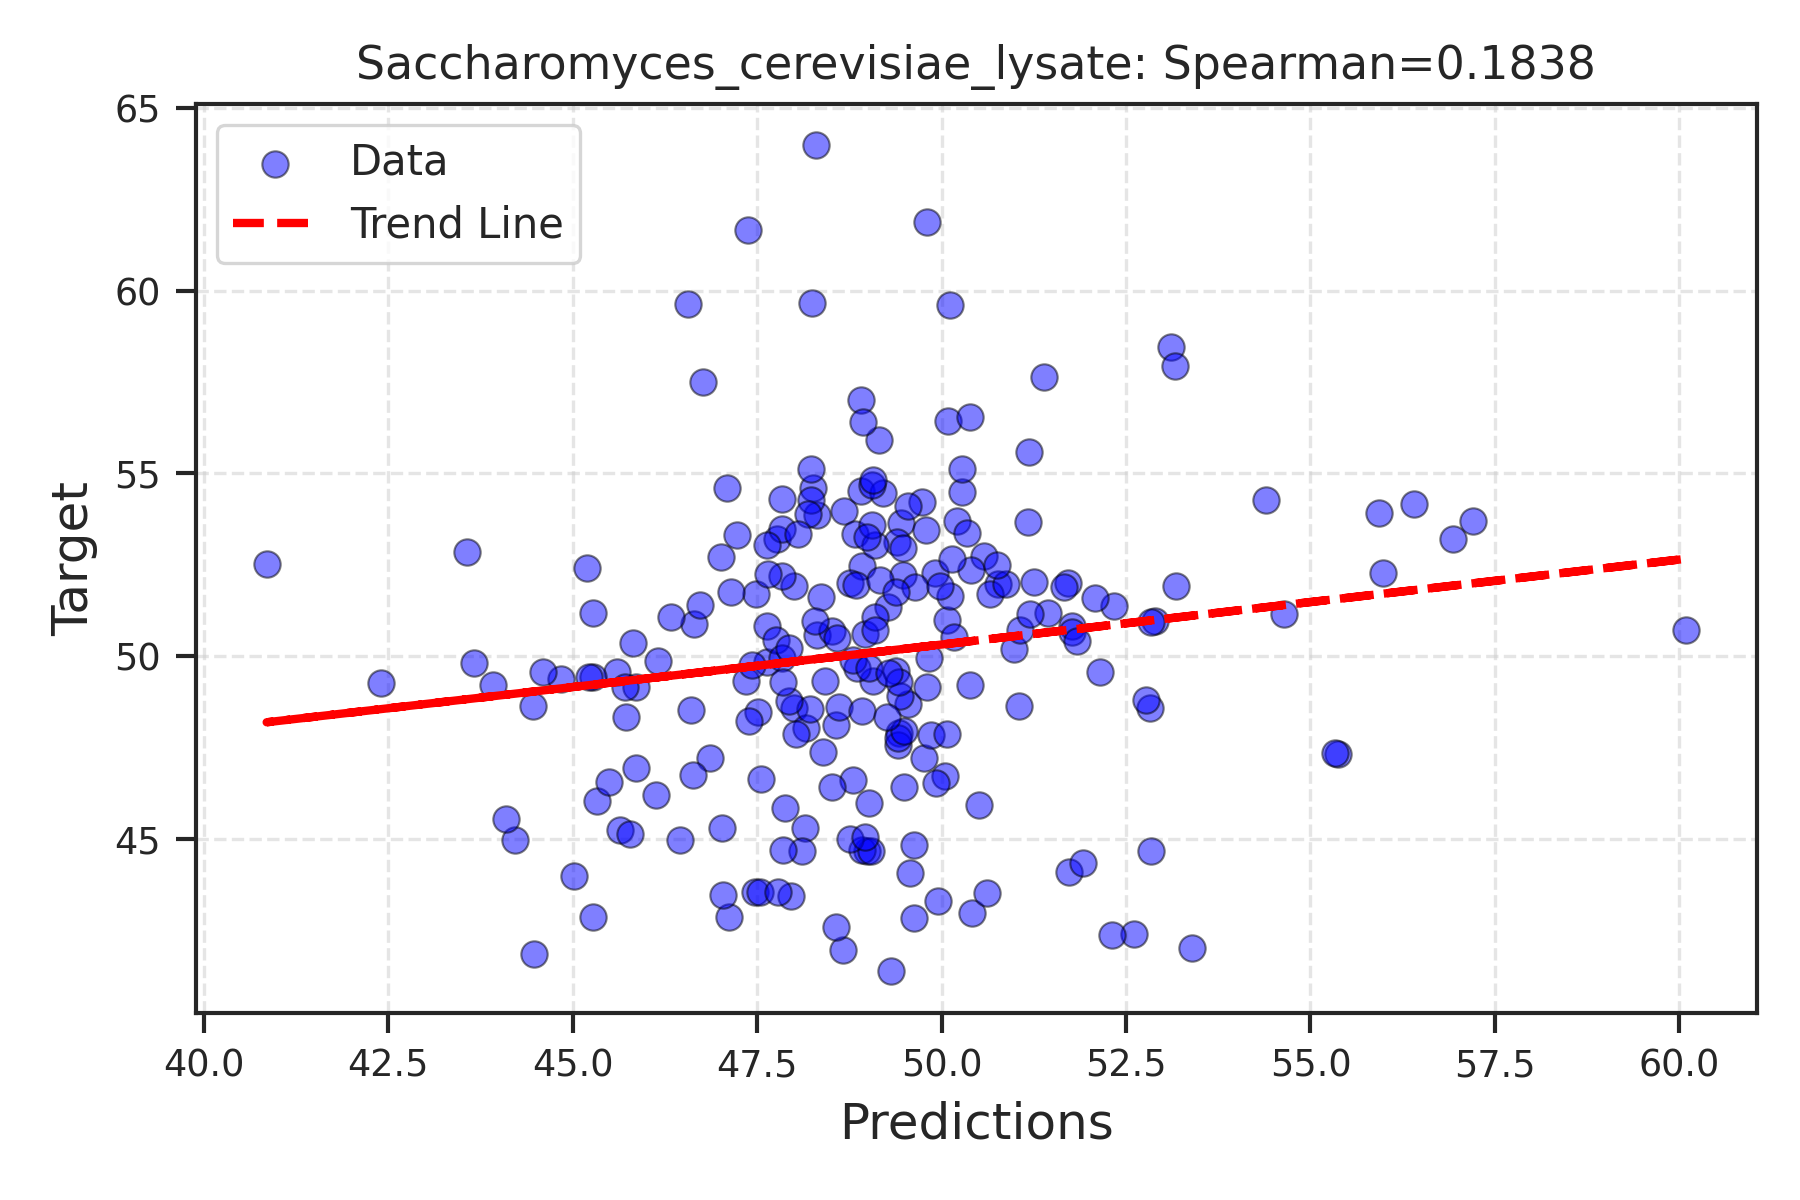 Saccharomyces_cerevisiae_lysate: Spearman=0.1838
Data
Trend Line
65
60
55
50
45
Target
40.0 42.5 45.0 47.5 50.0 52.5 55.0 57.5 60.0
Predictions